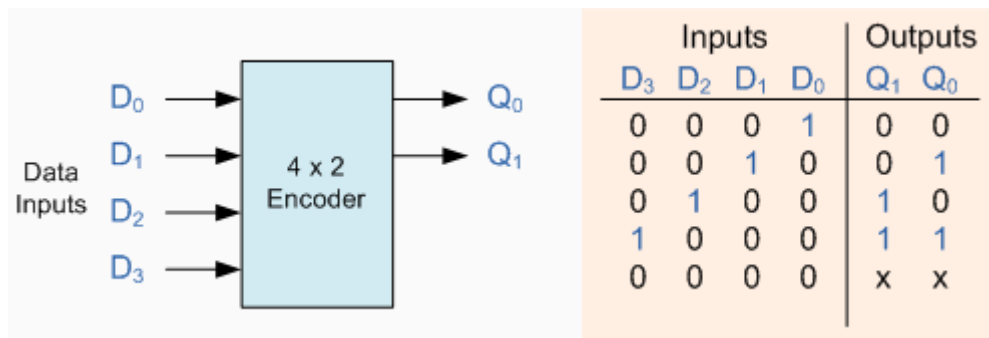 Data
Inputs
D₀
D₁
D₂
D₃
4 x 2
Encoder
Q₀
Q₁
Inputs Outputs
D₃ D₂ D₁ D₀ Q₁ Q₀
0 0 0 1 0 0
0 0 1 0 0 1
0 1 0 0 1 0
1 0 0 0 1 1
0 0 0 0 x x